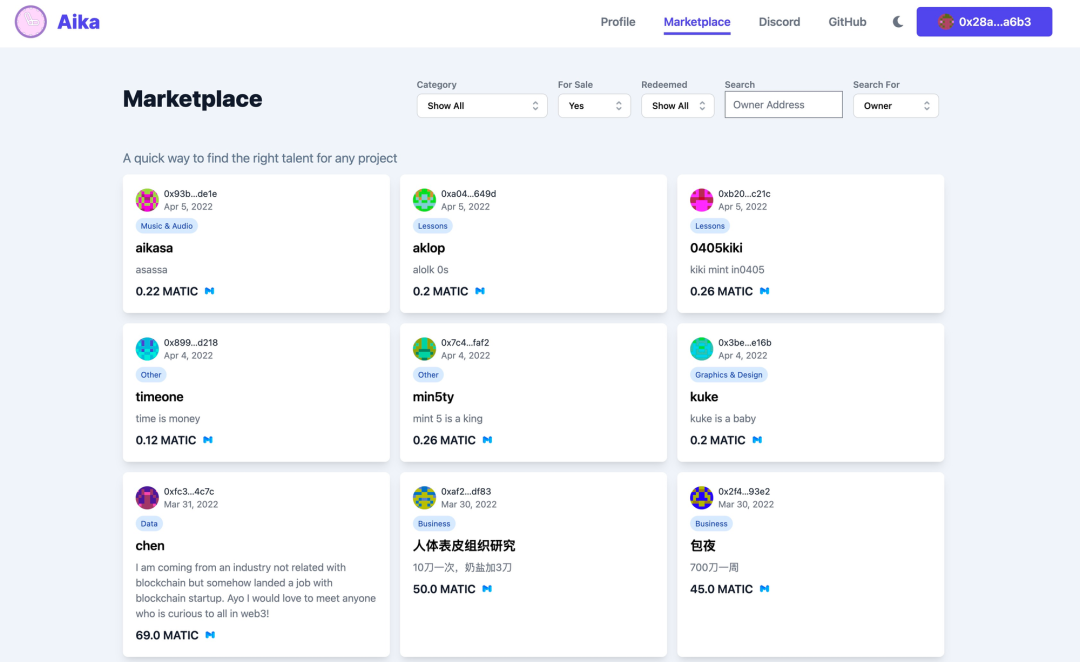 Aika
Profile Marketplace Discord GitHub 0x28a...a6b3
Marketplace
Category For Sale Redeemed Search Search For
Show All Yes Show All Owner Address Owner
A quick way to find the right talent for any project
0x93b...de1e
Apr 5, 2022
Music & Audio
aikasa
asassa
0.22 MATIC
0xa04...649d
Apr 5, 2022
Lessons
aklop
alolk 0s
0.2 MATIC
0xb20...c21c
Apr 5, 2022
Lessons
0405kiki
kiki mint in0405
0.26 MATIC
0x899...d218
Apr 4, 2022
Other
timeone
time is money
0.12 MATIC
0x7c4...faf2
Apr 4, 2022
Other
min5ty
mint 5 is a king
0.26 MATIC
0x3be...e16b
Apr 4, 2022
Graphics & Design
kuke
kuke is a baby
0.2 MATIC
0xfc3...4c7c
Mar 31, 2022
Data
chen
I am coming from an industry not related with
blockchain but somehow landed a job with
blockchain startup. Ayo I would love to meet anyone
who is curious to all in web3!
69.0 MATIC
0xaf2...df83
Mar 30, 2022
Business
人体表皮组织研究
10刀一次，奶盐加3刀
50.0 MATIC
0x2f4...93e2
Mar 30, 2022
Business
包夜
700刀一周
45.0 MATIC